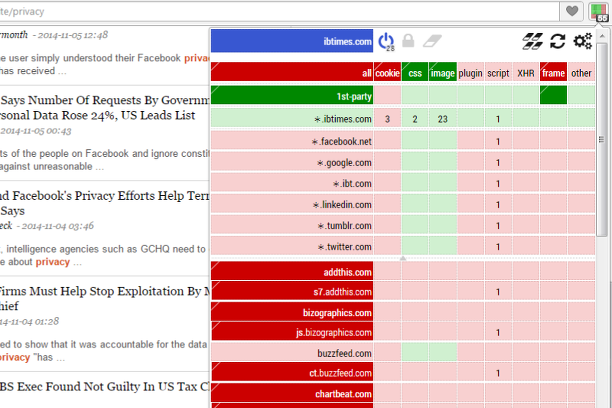 te/privacy
65
rmonth - 2014-11-05 12:48
e user simply understood their Facebook priva
has received ...
Says Number Of Requests By Governm
rsonal Data Rose 24%, US Leads List
2014-11-05 00:43
ts of the people on Facebook and ignore constit
against unreasonable ...
d Facebook's Privacy Efforts Help Terr
Says
eck - 2014-11-04 03:46
, intelligence agencies such as GCHQ need to
e about privacy ...
Firms Must Help Stop Exploitation By M
hief
14-11-04 01:28
ed to show that it was accountable for the data
privacy "has ...
BS Exec Found Not Guilty In US Tax C
ibtimes.com 28
all cookie css image plugin script XHR frame other
1st-party
*.ibtimes.com 3 2 23 1
*.facebook.net 1
*.google.com 1
*.ibt.com 1
*.linkedin.com 1
*.tumblr.com 1
*.twitter.com 1
addthis.com
s7.addthis.com 1
bizographics.com
js.bizographics.com 1
buzzfeed.com
ct.buzzfeed.com 1
chartbeat.com